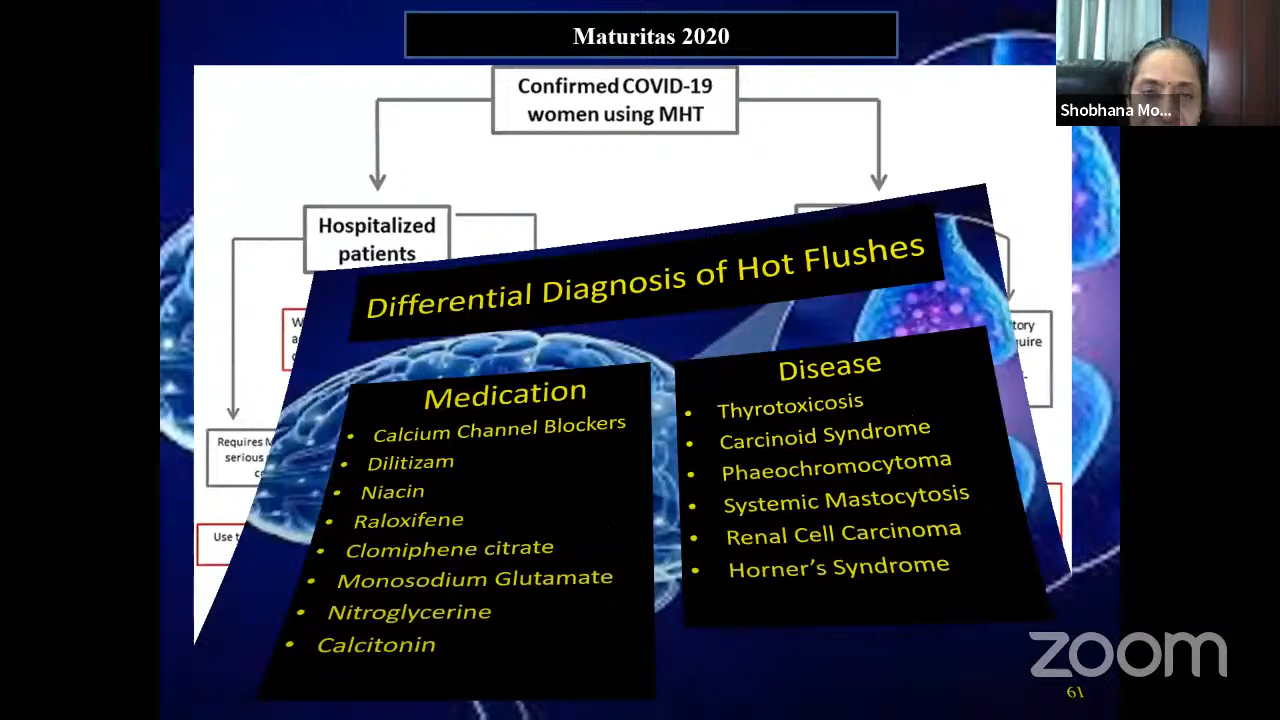 Maturitas 2020
Confirmed COVID-19
women using MHT
Shobhana Mo...
Hospitalized
patients
Differential Diagnosis of Hot Flushes
Medication
• Calcium Channel Blockers
• Dilitizam
• Niacin
• Raloxifene
• Clomiphene citrate
• Monosodium Glutamate
• Nitroglycerine
• Calcitonin
Disease
• Thyrotoxicosis
• Carcinoid Syndrome
• Phaeochromocytoma
• Systemic Mastocytosis
• Renal Cell Carcinoma
• Horner's Syndrome
Requires
serious
Use
zoom
61